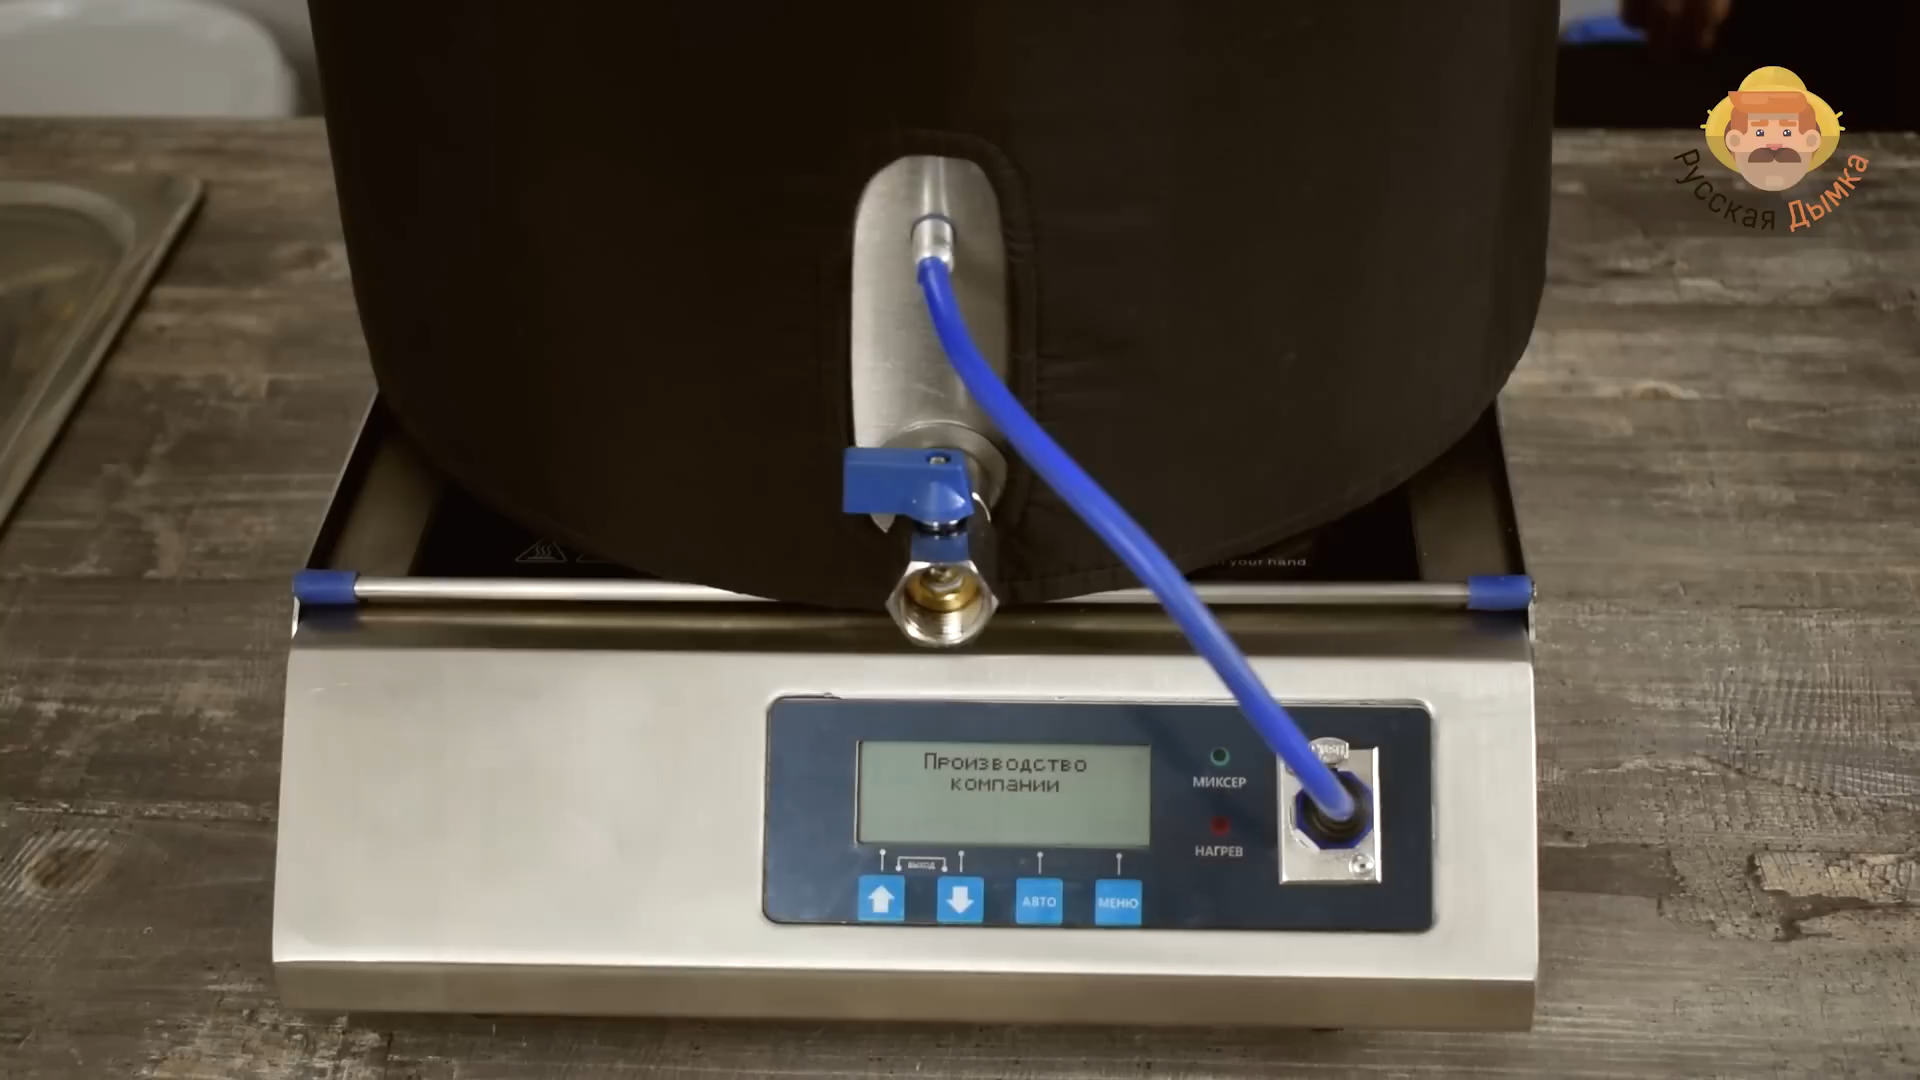 Русская Дымка
your hand
Производство
компании
МИКСЕР
НАГРЕВ
ВЫХОД
АВТО
МЕНЮ